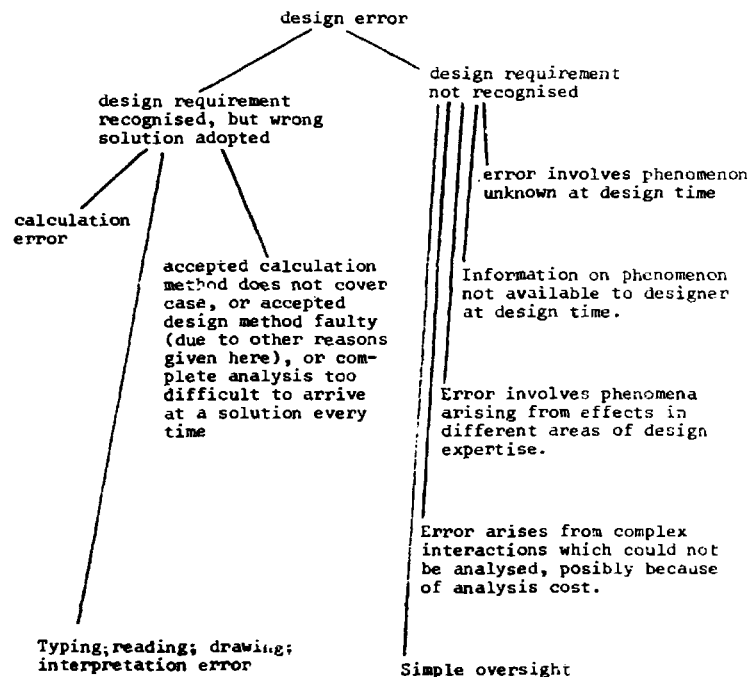 design error
design requirement
recognised, but wrong
solution adopted
design requirement
not recognised
calculation
error
accepted calculation
method does not cover
case, or accepted
design method faulty
(due to other reasons
given here), or com-
plete analysis too
difficult to arrive
at a solution every
time
Typing; reading; drawing;
interpretation error
error involves phenomenon
unknown at design time
Information on phenomenon
not available to designer
at design time.
Error involves phenomena
arising from effects in
different areas of design
expertise.
Error arises from complex
interactions which could not
be analysed, posibly because
of analysis cost.
Simple oversight